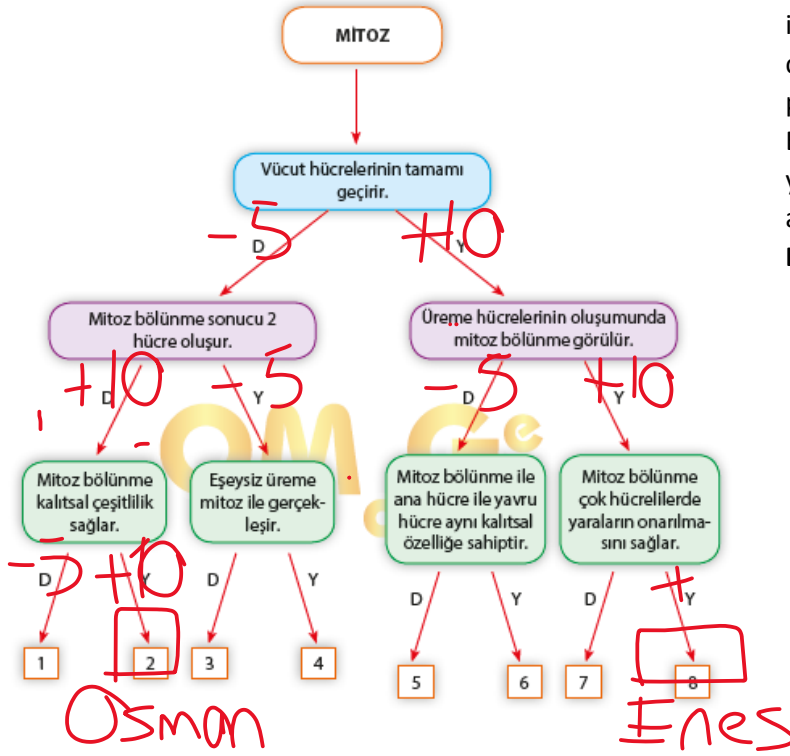 MİTOZ
Vücut hücrelerinin tamamı
geçirir.
-5
D
+10
Y
Mitoz bölünme sonucu 2
hücre oluşur.
Üreme hücrelerinin oluşumunda
mitoz bölünme görülür.
+10
D
-5
Y
-5
D
+10
Y
OM
Ge
Mitoz bölünme
kalıtsal çeşitlilik
sağlar.
Eşeysiz üreme
mitoz ile gerçek-
leşir.
Mitoz bölünme ile
ana hücre ile yavru
hücre aynı kalıtsal
özelliğe sahiptir.
Mitoz bölünme
çok hücrelilerde
yaraların onarılma-
sını sağlar.
-5
D
+10
Y
D
Y
D
Y
D
+
Y
1
2
3
4
5
6
7
8
Osman
Enes